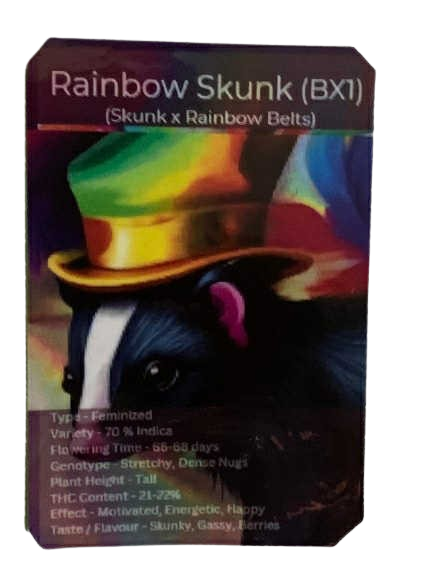 Rainbow Skunk (BX1)
(Skunk x Rainbow Belts)
Type - Feminized
Variety - 70 % Indica
Flowering Time - 66-68 days
Genotype - Stretchy, Dense Nugs
Plant Height - Tall
THC Content - 21-22%
Effect - Motivated, Energetic, Happy
Taste / Flavour - Skunky, Gassy, Berries